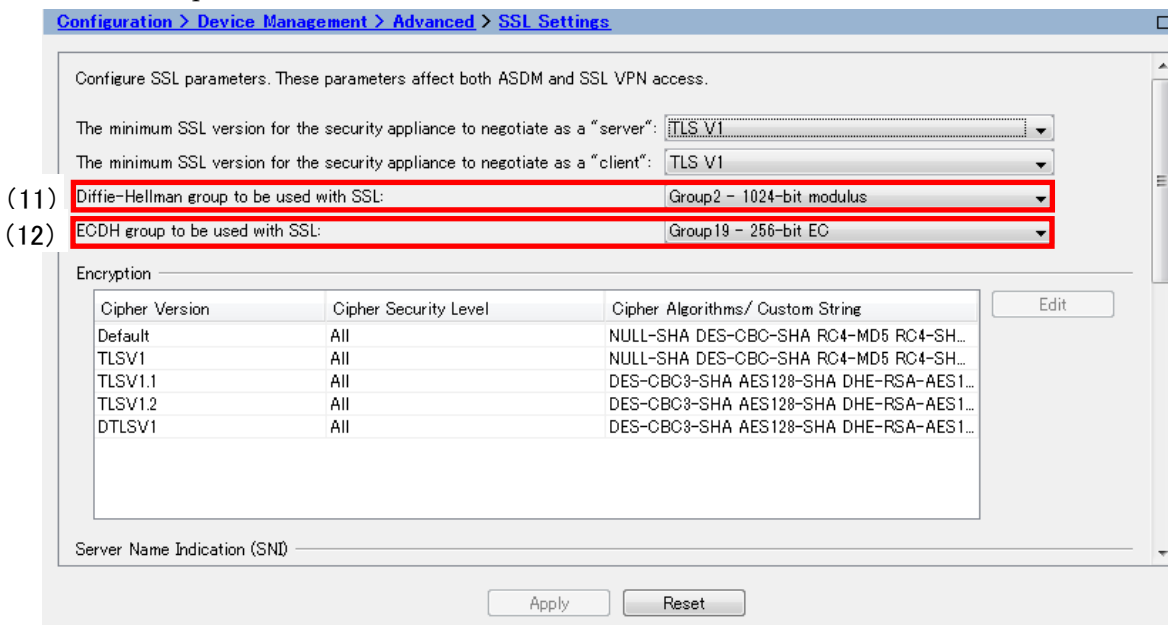 Configuration > Device Management > Advanced > SSL Settings
Configure SSL parameters. These parameters affect both ASDM and SSL VPN access.
The minimum SSL version for the security appliance to negotiate as a "server": TLS V1
The minimum SSL version for the security appliance to negotiate as a "client": TLS V1
(11) Diffie-Hellman group to be used with SSL: Group2 - 1024-bit modulus
(12) ECDH group to be used with SSL: Group19 - 256-bit EC
Encryption
Cipher Version Cipher Security Level Cipher Algorithms/ Custom String Edit
Default All NULL-SHA DES-CBC-SHA RC4-MD5 RC4-SH...
TLSV1 All NULL-SHA DES-CBC-SHA RC4-MD5 RC4-SH...
TLSV1.1 All DES-CBC3-SHA AES128-SHA DHE-RSA-AES1...
TLSV1.2 All DES-CBC3-SHA AES128-SHA DHE-RSA-AES1...
DTLSV1 All DES-CBC3-SHA AES128-SHA DHE-RSA-AES1...
Server Name Indication (SNI)
Apply Reset